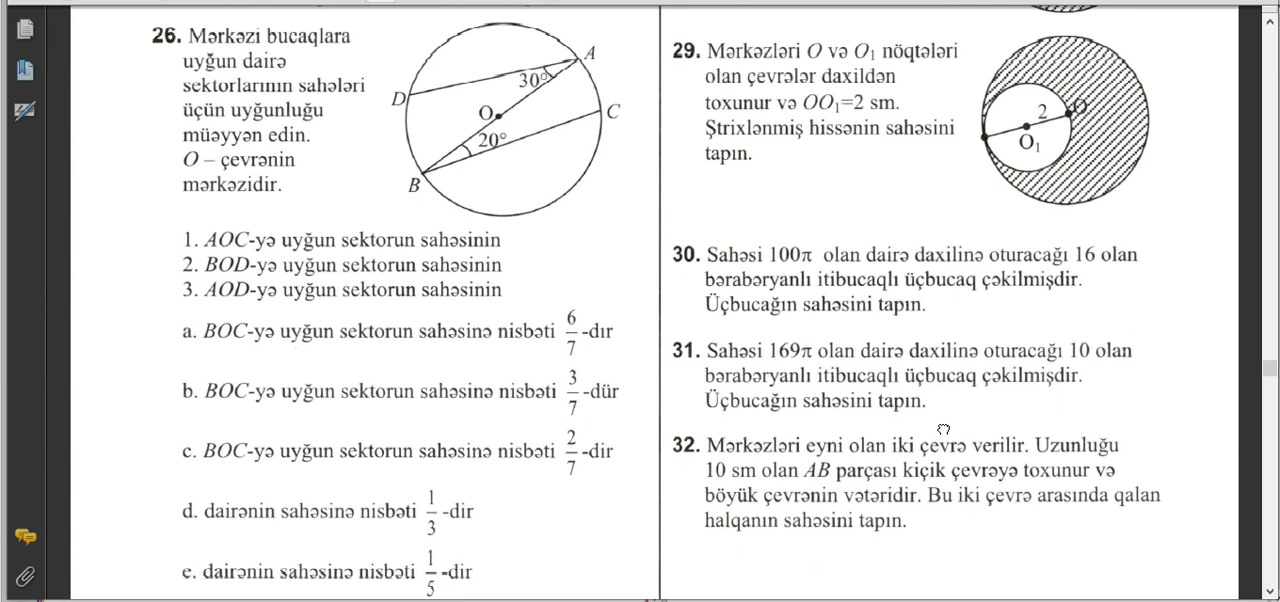 26. Mərkəzi bucaqlara
uyğun dairə
sektorlarının sahələri
üçün uyğunluğu
müəyyən edin.
O – çevrənin
mərkəzidir.
A
30°
D
O
C
20°
B
1. AOC-yə uyğun sektorun sahəsinin
2. BOD-yə uyğun sektorun sahəsinin
3. AOD-yə uyğun sektorun sahəsinin
a. BOC-yə uyğun sektorun sahəsinə nisbəti 6/7 -dır
b. BOC-yə uyğun sektorun sahəsinə nisbəti 3/7 -dür
c. BOC-yə uyğun sektorun sahəsinə nisbəti 2/7 -dir
d. dairənin sahəsinə nisbəti 1/3 -dir
e. dairənin sahəsinə nisbəti 1/5 -dir
29. Mərkəzləri O və O₁ nöqtələri
olan çevrələr daxildən
toxunur və OO₁=2 sm.
Ştrixlənmiş hissənin sahəsini
tapın.
2
O
O₁
30. Sahəsi 100π olan dairə daxilinə oturacağı 16 olan
bərabəryanlı itibucaqlı üçbucaq çəkilmişdir.
Üçbucağın sahəsini tapın.
31. Sahəsi 169π olan dairə daxilinə oturacağı 10 olan
bərabəryanlı itibucaqlı üçbucaq çəkilmişdir.
Üçbucağın sahəsini tapın.
32. Mərkəzləri eyni olan iki çevrə verilir. Uzunluğu
10 sm olan AB parçası kiçik çevrəyə toxunur və
böyük çevrənin vətəridir. Bu iki çevrə arasında qalan
halqanın sahəsini tapın.